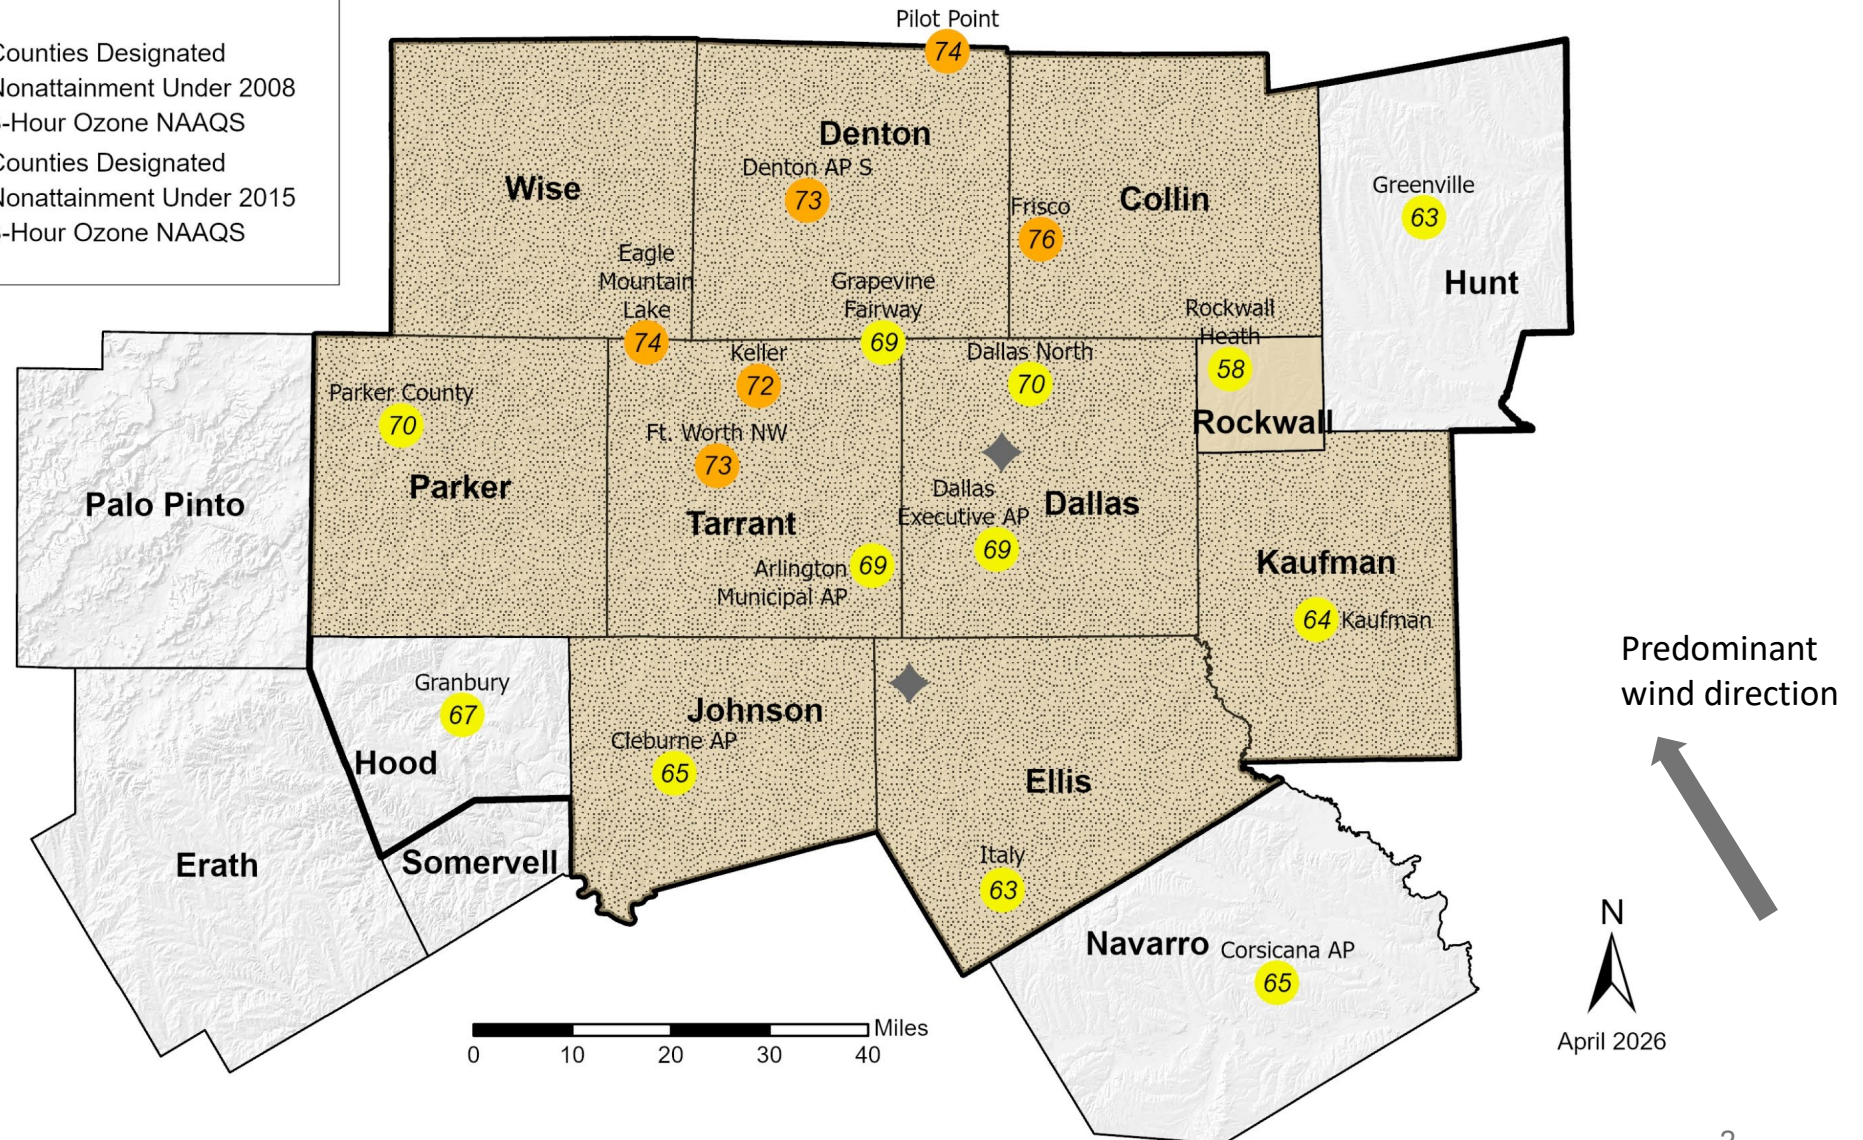 Counties Designated
Nonattainment Under 2008
8-Hour Ozone NAAQS
Counties Designated
Nonattainment Under 2015
8-Hour Ozone NAAQS
Pilot Point
74
Denton
Denton AP S
73
Wise
Collin
Frisco
76
Greenville
63
Hunt
Eagle
Mountain
Lake
74
Grapevine
Fairway
69
Rockwall
Heath
58
Rockwall
Keller
72
Dallas North
70
Parker County
70
Parker
Ft. Worth NW
73
Tarrant
Dallas
Executive AP
69
Dallas
Palo Pinto
Arlington
Municipal AP
69
Kaufman
64 Kaufman
Predominant
wind direction
Granbury
67
Hood
Johnson
Cleburne AP
65
Ellis
Erath
Somervell
Italy
63
Navarro
Corsicana AP
65
N
April 2026
Miles
0 10 20 30 40